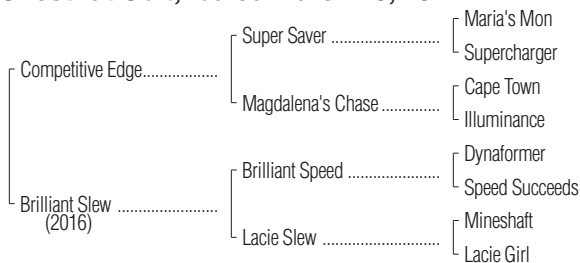 Maria's Mon
Super Saver ........................
Supercharger
Competitive Edge.................
Cape Town
Magdalena's Chase .............
Illuminance
Dynaformer
Brilliant Speed .....................
Speed Succeeds
Brilliant Slew .......................
(2016)
Mineshaft
Lacie Slew ...........................
Lacie Girl